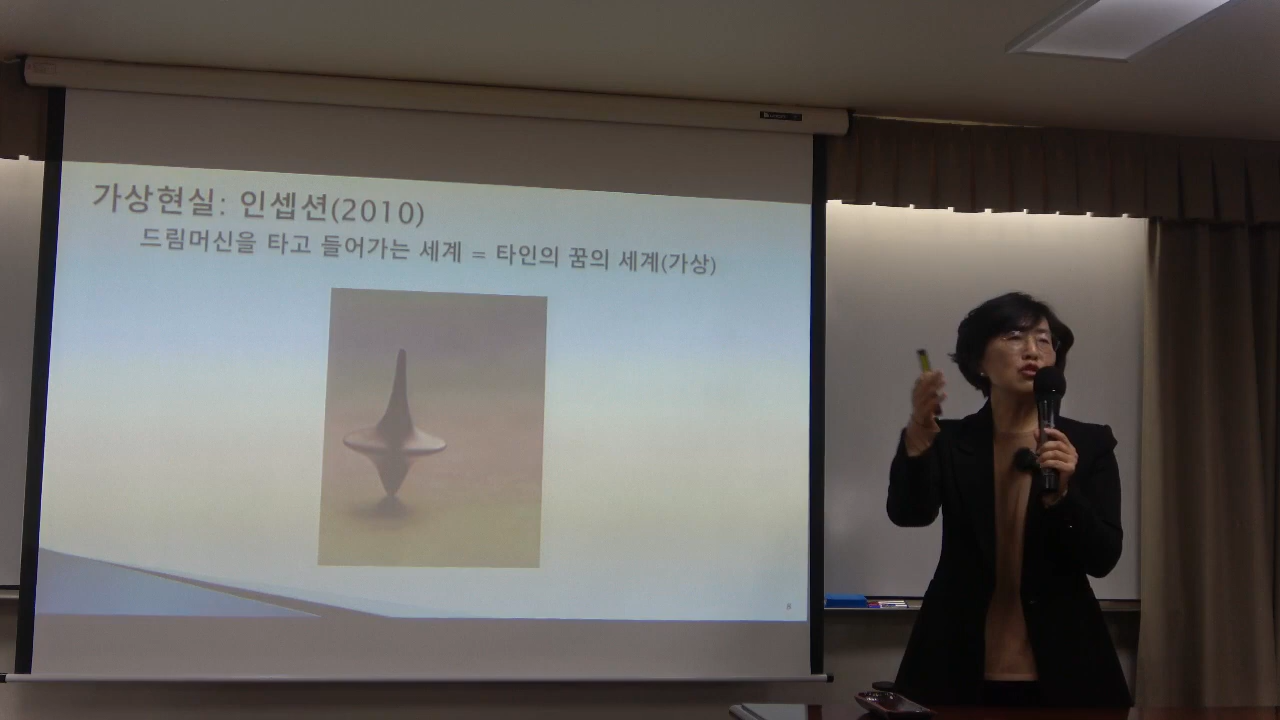 가상현실: 인셉션(2010)
드림머신을 타고 들어가는 세계 = 타인의 꿈의 세계(가상)
8